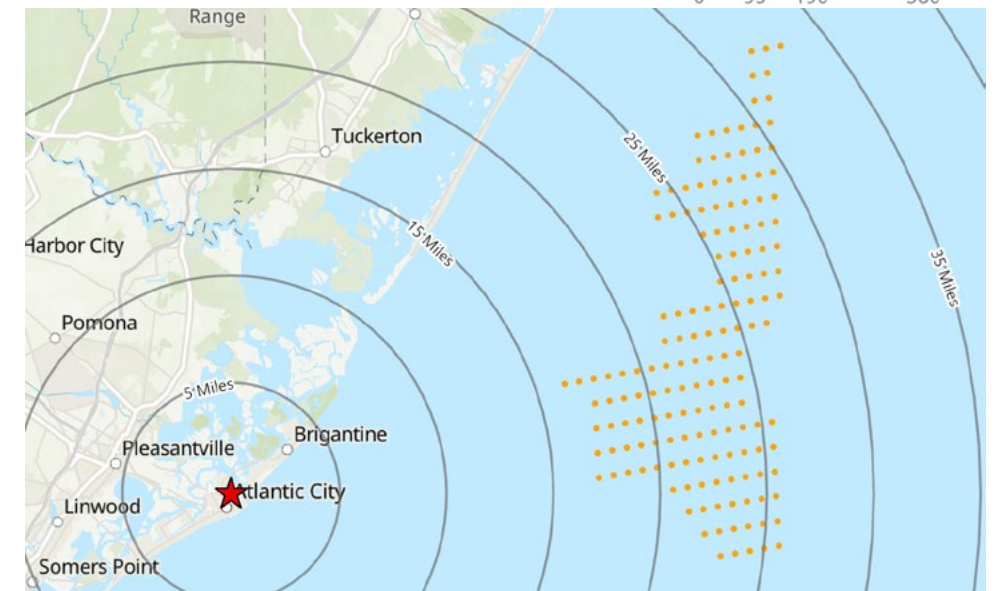 Range
Tuckerton
25 Miles
15 Miles
Harbor City
35 Miles
Pomona
5 Miles
Brigantine
Pleasantville
Atlantic City
Linwood
Somers Point